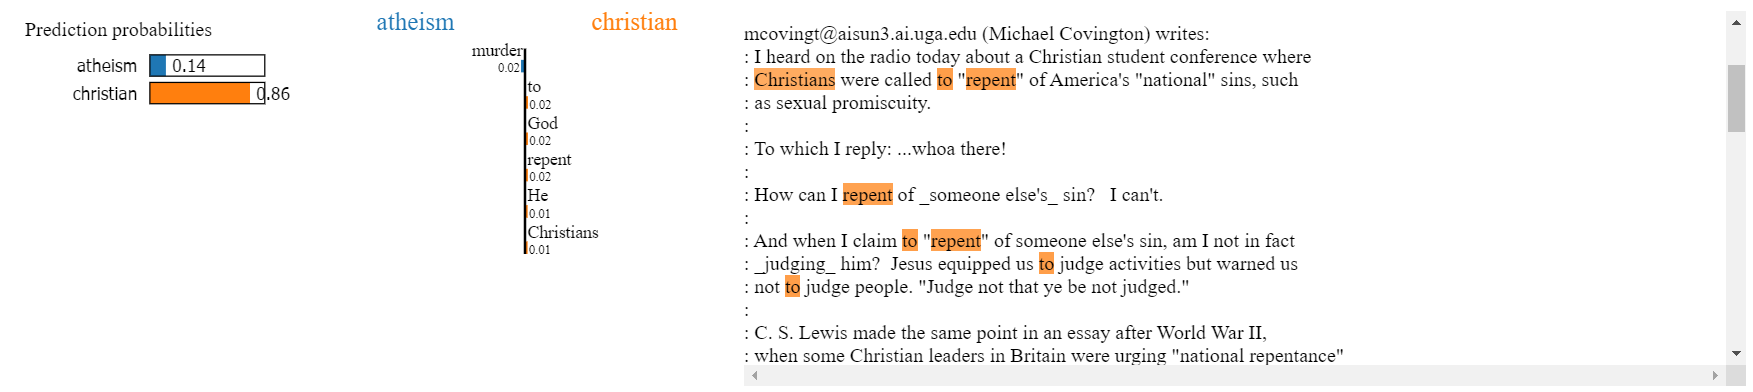 Prediction probabilities
atheism 0.14
christian 0.86
atheism christian
murder
0.02
to
0.02
God
0.02
repent
0.02
He
0.01
Christians
0.01
mcovingt@aisun3.ai.uga.edu (Michael Covington) writes:
: I heard on the radio today about a Christian student conference where
: Christians were called to "repent" of America's "national" sins, such
: as sexual promiscuity.
:
: To which I reply: ...whoa there!
:
: How can I repent of _someone else's_ sin?   I can't.
:
: And when I claim to "repent" of someone else's sin, am I not in fact
: _judging_ him?  Jesus equipped us to judge activities but warned us
: not to judge people. "Judge not that ye be not judged."
:
: C. S. Lewis made the same point in an essay after World War II,
: when some Christian leaders in Britain were urging "national repentance"